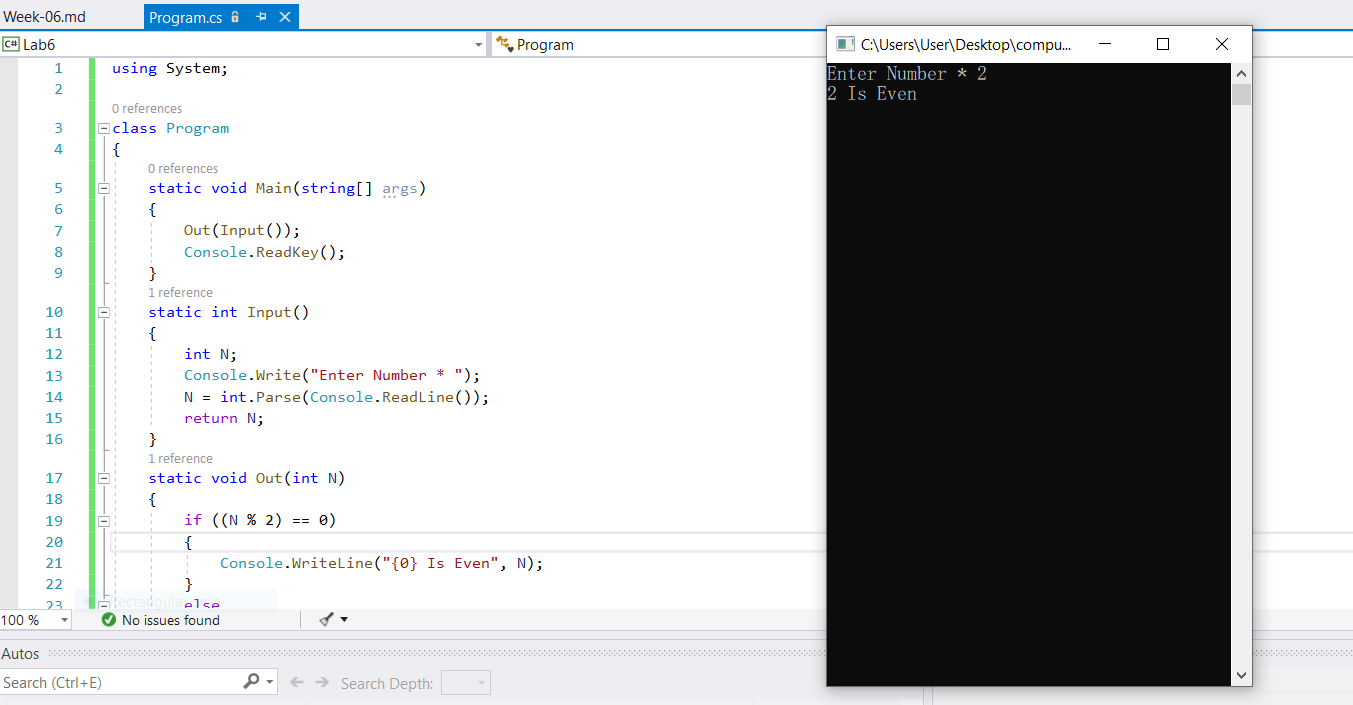 Week-06.md
Program.cs
C# Lab6
Program
1 using System;
2
0 references
3 class Program
4 {
0 references
5 static void Main(string[] args)
6 {
7 Out(Input());
8 Console.ReadKey();
9 }
1 reference
10 static int Input()
11 {
12 int N;
13 Console.Write("Enter Number * ");
14 N = int.Parse(Console.ReadLine());
15 return N;
16 }
1 reference
17 static void Out(int N)
18 {
19 if ((N % 2) == 0)
20 {
21 Console.WriteLine("{0} Is Even", N);
22 }
23 else
100 %
No issues found
Autos
Search (Ctrl+E)
Search Depth:
C:\Users\User\Desktop\compu...
Enter Number * 2
2 Is Even